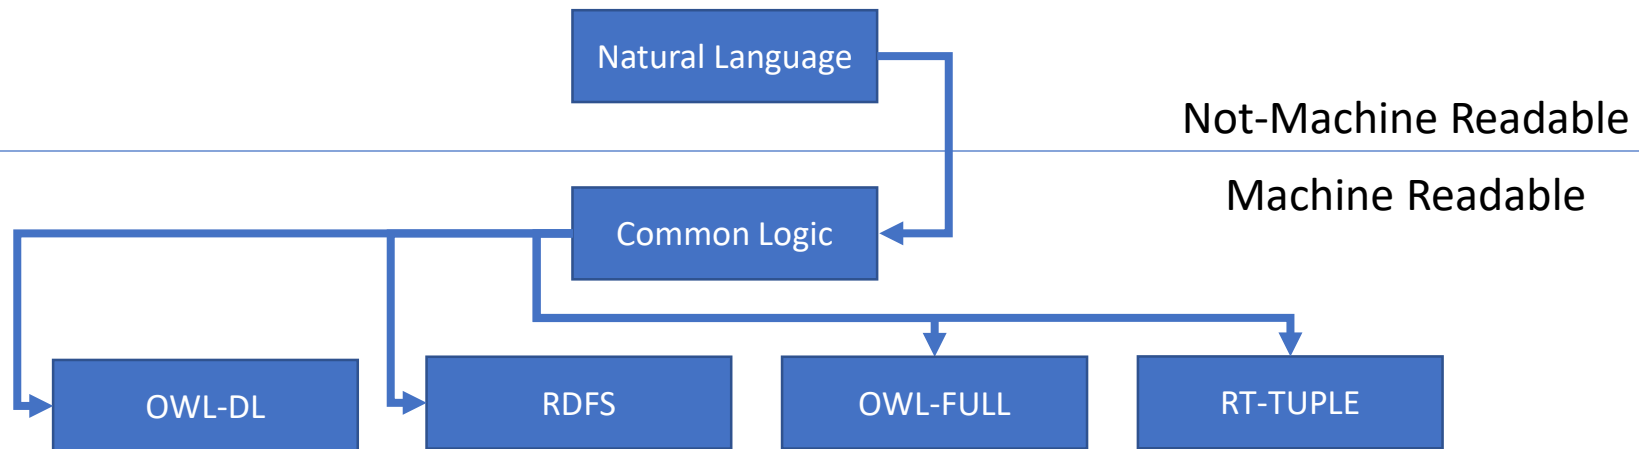 Natural Language
Not-Machine Readable
Machine Readable
Common Logic
OWL-DL
RDFS
OWL-FULL
RT-TUPLE